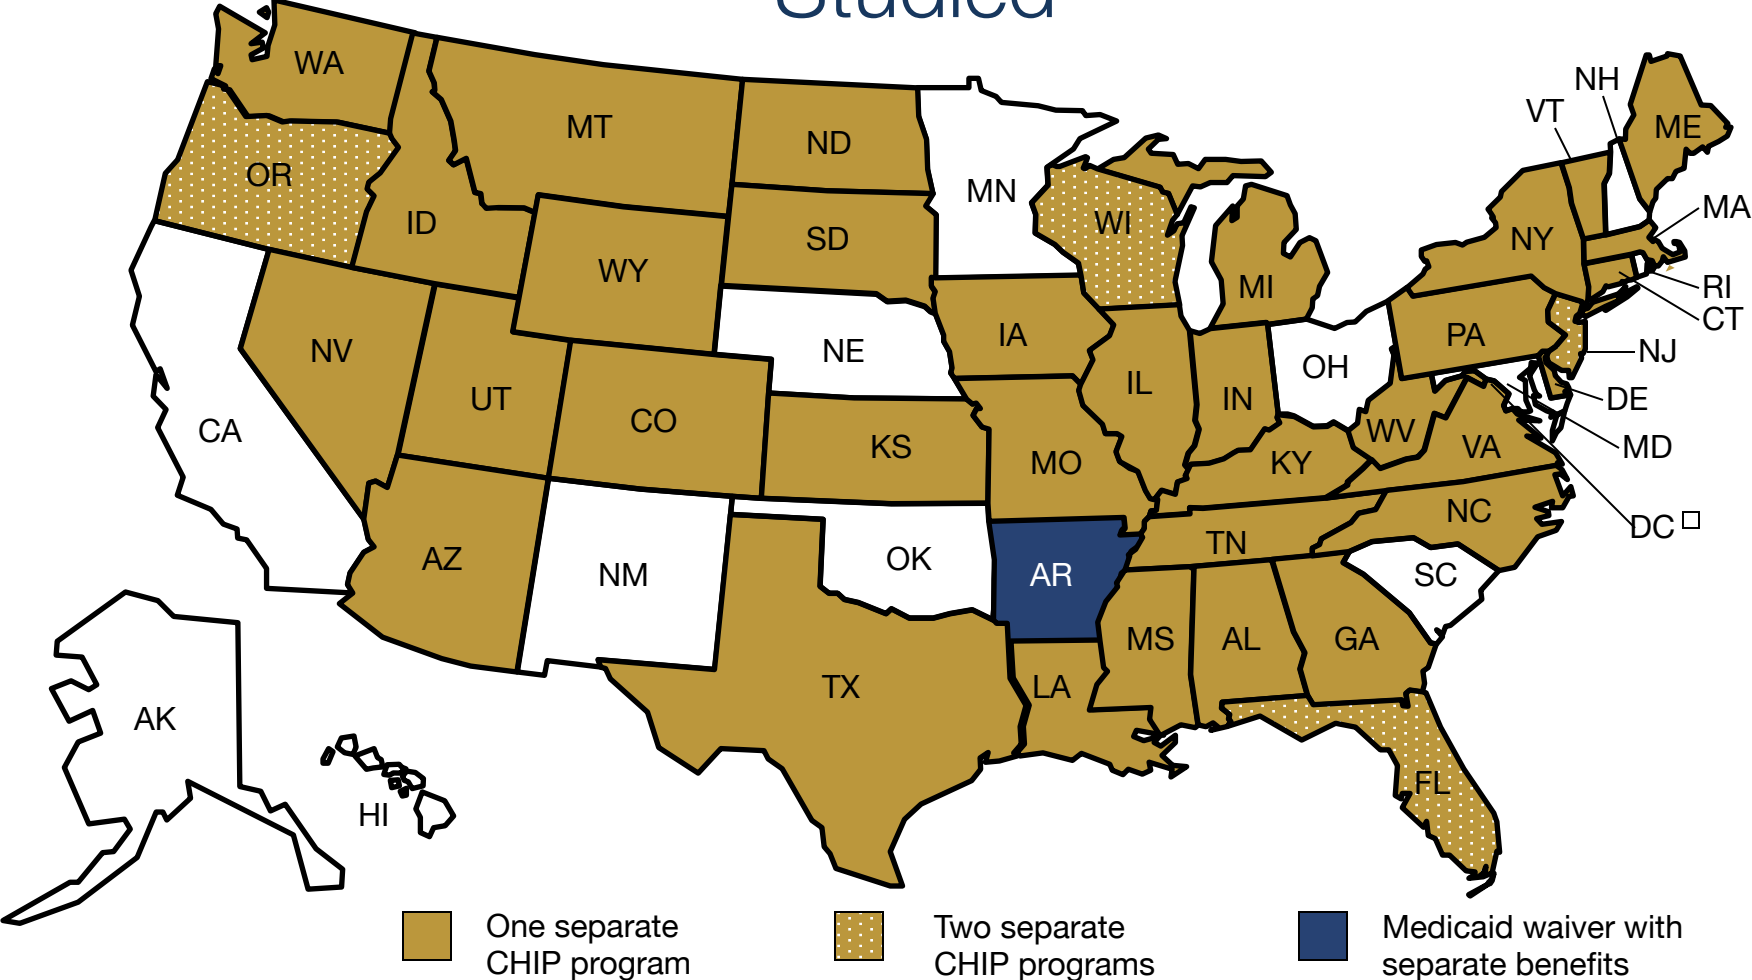 Studied
WA
MT
ND
MN
OR
ID
WY
SD
WI
MI
NY
VT
NH
ME
MA
RI
CT
NJ
DE
MD
DC
NV
UT
CO
NE
KS
IA
IL
IN
OH
PA
WV
VA
KY
MO
CA
AZ
NM
OK
AR
TN
NC
SC
TX
LA
MS
AL
GA
FL
AK
HI
One separate
CHIP program
Two separate
CHIP programs
Medicaid waiver with
separate benefits